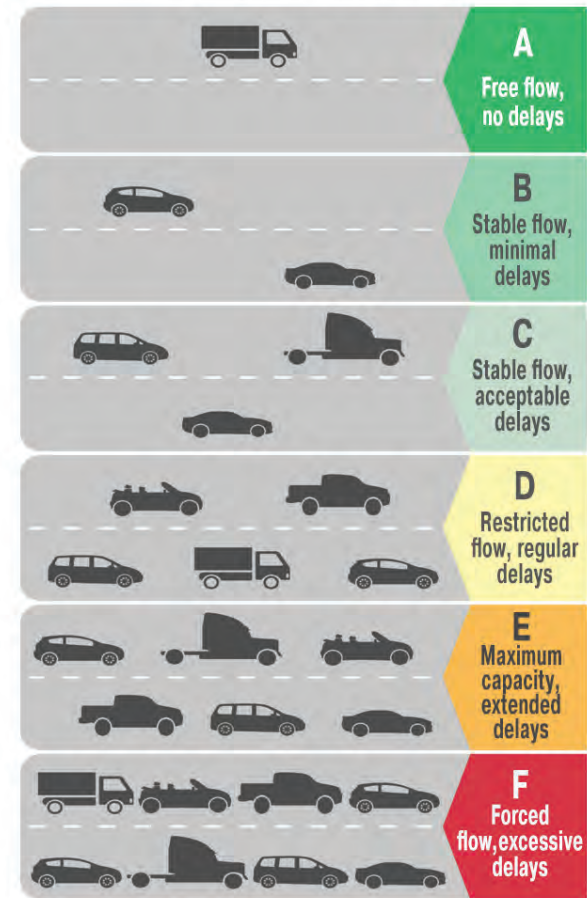 A
Free flow,
no delays
B
Stable flow,
minimal
delays
C
Stable flow,
acceptable
delays
D
Restricted
flow, regular
delays
E
Maximum
capacity,
extended
delays
F
Forced
flow,excessive
delays